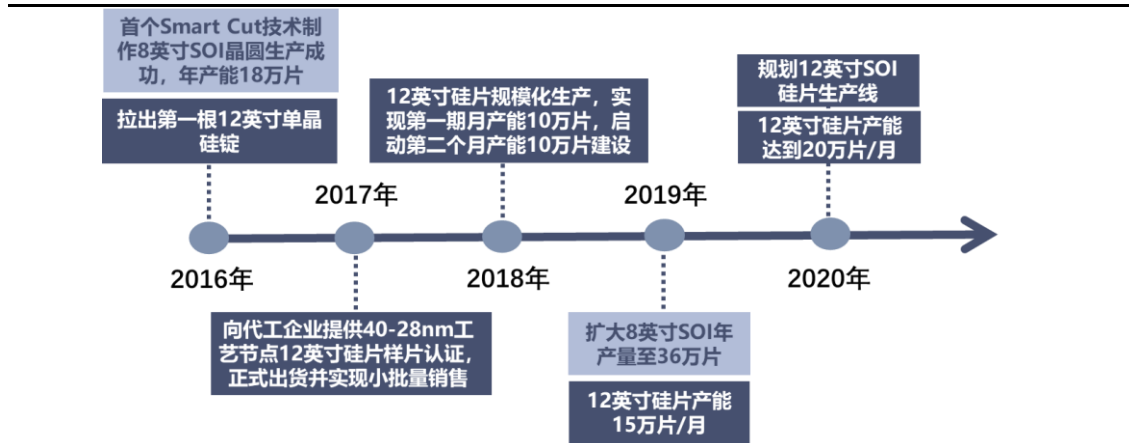 首个Smart Cut技术制
作8英寸SOI晶圆生产成
功，年产能18万片
拉出第一根12英寸单晶
硅锭
2016年
2017年
向代工企业提供40-28nm工
艺节点12英寸硅片样片认证，
正式出货并实现小批量销售
12英寸硅片规模化生产，实
现第一期月产能10万片，启
动第二个月产能10万片建设
2018年
2019年
扩大8英寸SOI年
产量至36万片
12英寸硅片产能
15万片/月
规划12英寸SOI
硅片生产线
12英寸硅片产能
达到20万片/月
2020年